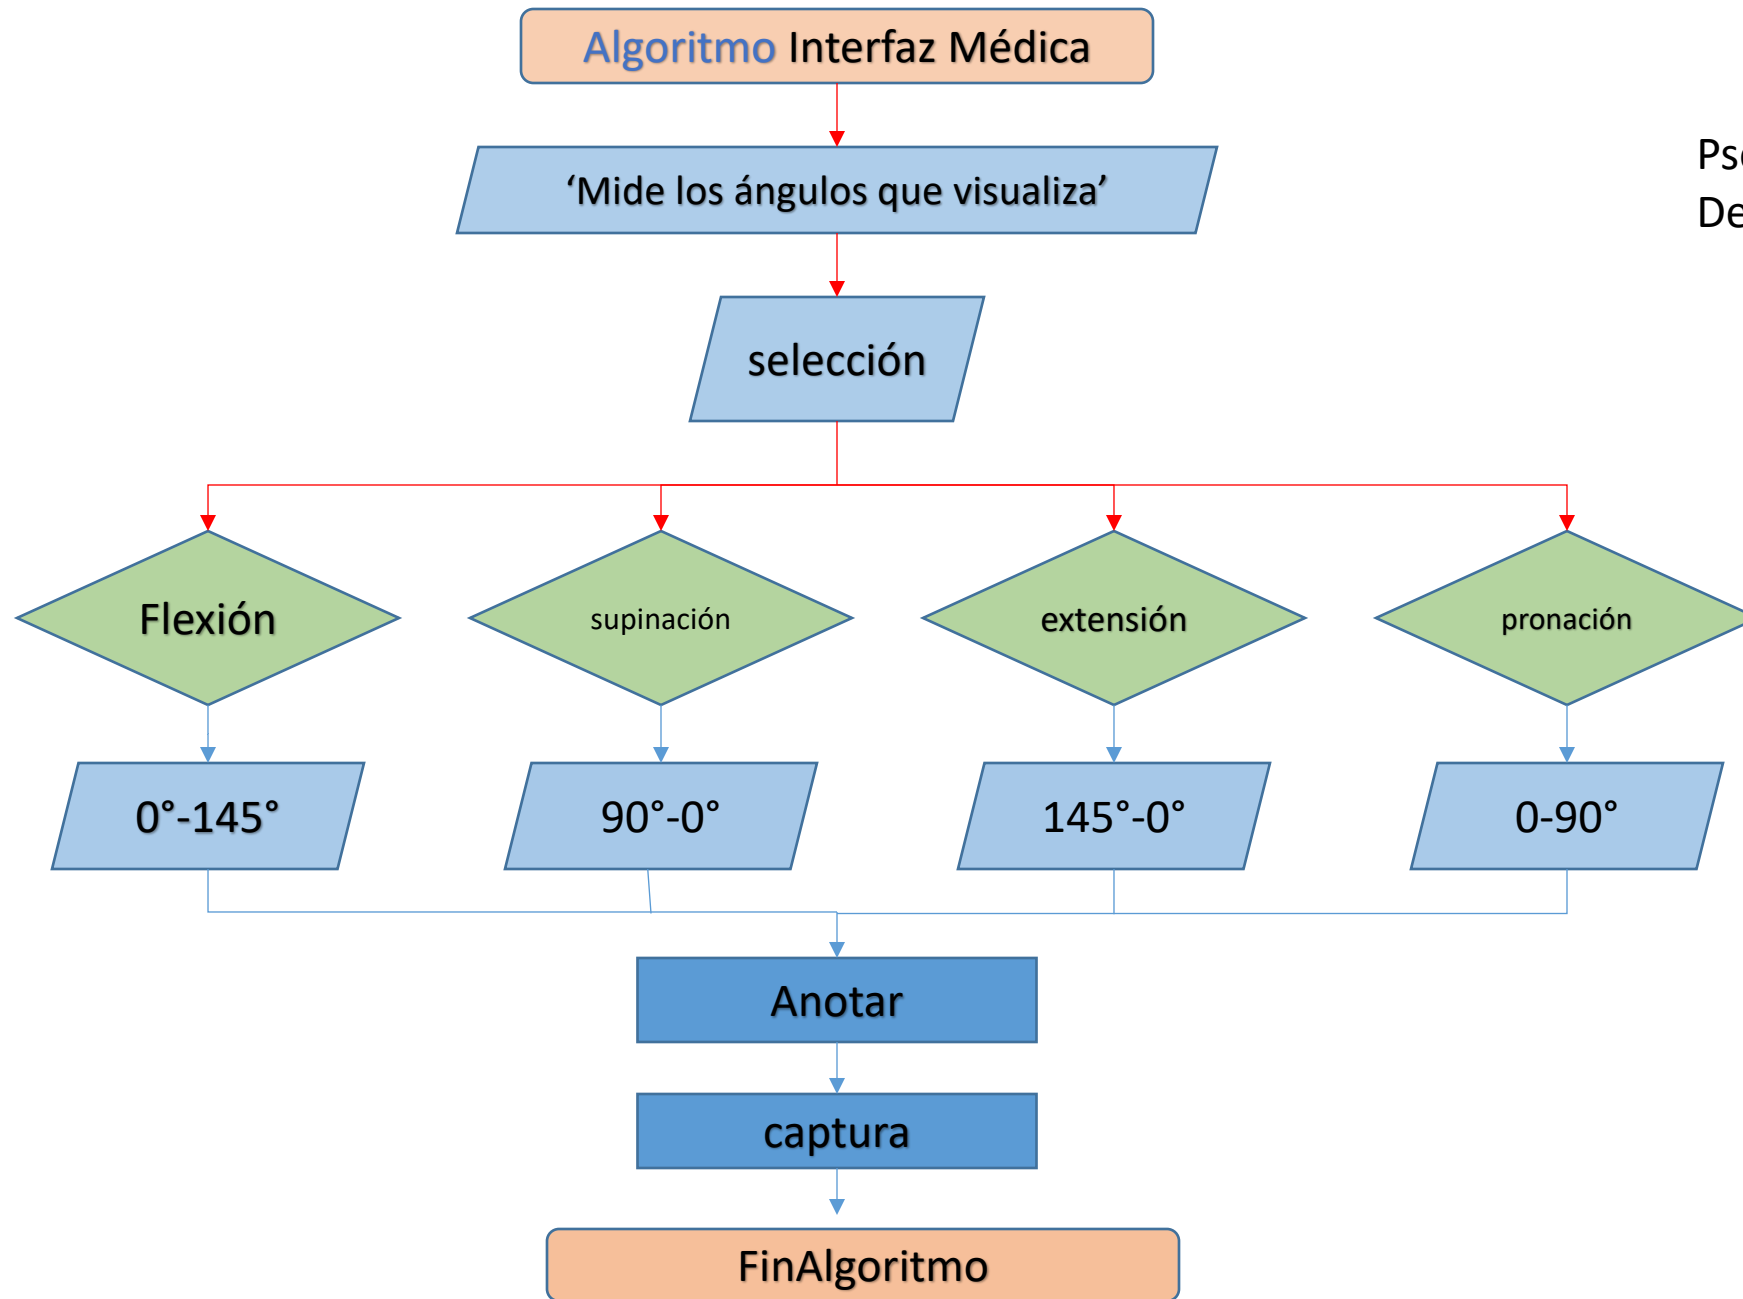 Algoritmo Interfaz Médica
‘Mide los ángulos que visualiza’
selección
Flexión
supinación
extensión
pronación
0°-145°
90°-0°
145°-0°
0-90°
Anotar
captura
FinAlgoritmo